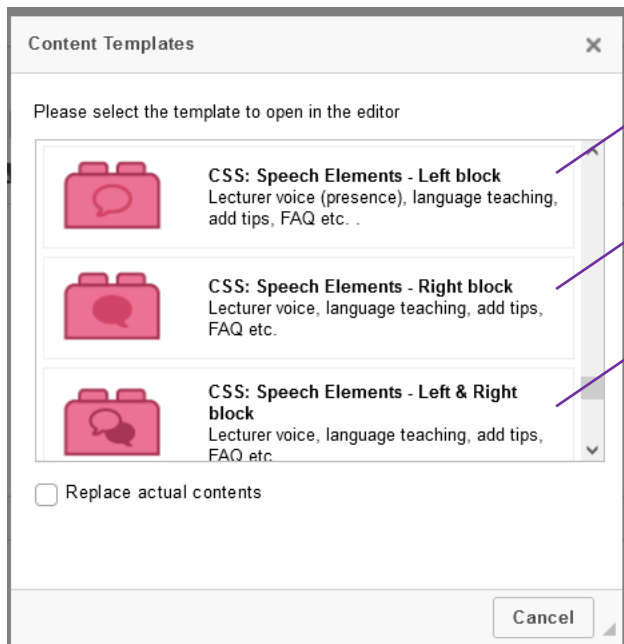 Content Templates
Please select the template to open in the editor
CSS: Speech Elements - Left block
Lecturer voice (presence), language teaching,
add tips, FAQ etc. .
CSS: Speech Elements - Right block
Lecturer voice, language teaching, add tips,
FAQ etc.
CSS: Speech Elements - Left & Right
block
Lecturer voice, language teaching, add tips,
FAQ etc
Replace actual contents
Cancel